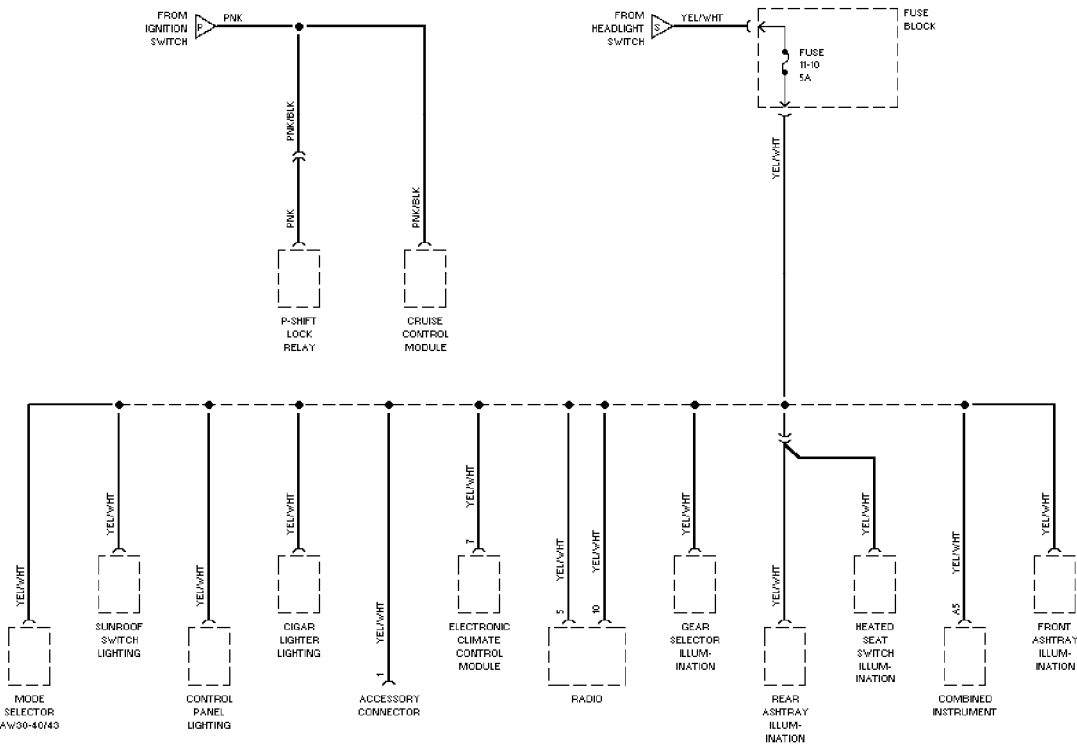 FROM
IGNITION
SWITCH
P
PNK
PNK/BLK
PNK
PNK/BLK
P-SHIFT
LOCK
RELAY
CRUISE
CONTROL
MODULE
FROM
HEADLIGHT
SWITCH
S
YEL/WHT
FUSE
BLOCK
FUSE
11-10
5A
YEL/WHT
YEL/WHT
MODE
SELECTOR
AW30-40/43
YEL/WHT
SUNROOF
SWITCH
LIGHTING
YEL/WHT
CONTROL
PANEL
LIGHTING
YEL/WHT
CIGAR
LIGHTER
LIGHTING
YEL/WHT
1
ACCESSORY
CONNECTOR
YEL/WHT
7
ELECTRONIC
CLIMATE
CONTROL
MODULE
YEL/WHT
5
YEL/WHT
10
RADIO
YEL/WHT
GEAR
SELECTOR
ILLUM-
INATION
YEL/WHT
REAR
ASHTRAY
ILLUM-
INATION
YEL/WHT
HEATED
SEAT
SWITCH
ILLUM-
INATION
YEL/WHT
A5
COMBINED
INSTRUMENT
YEL/WHT
FRONT
ASHTRAY
ILLUM-
INATION